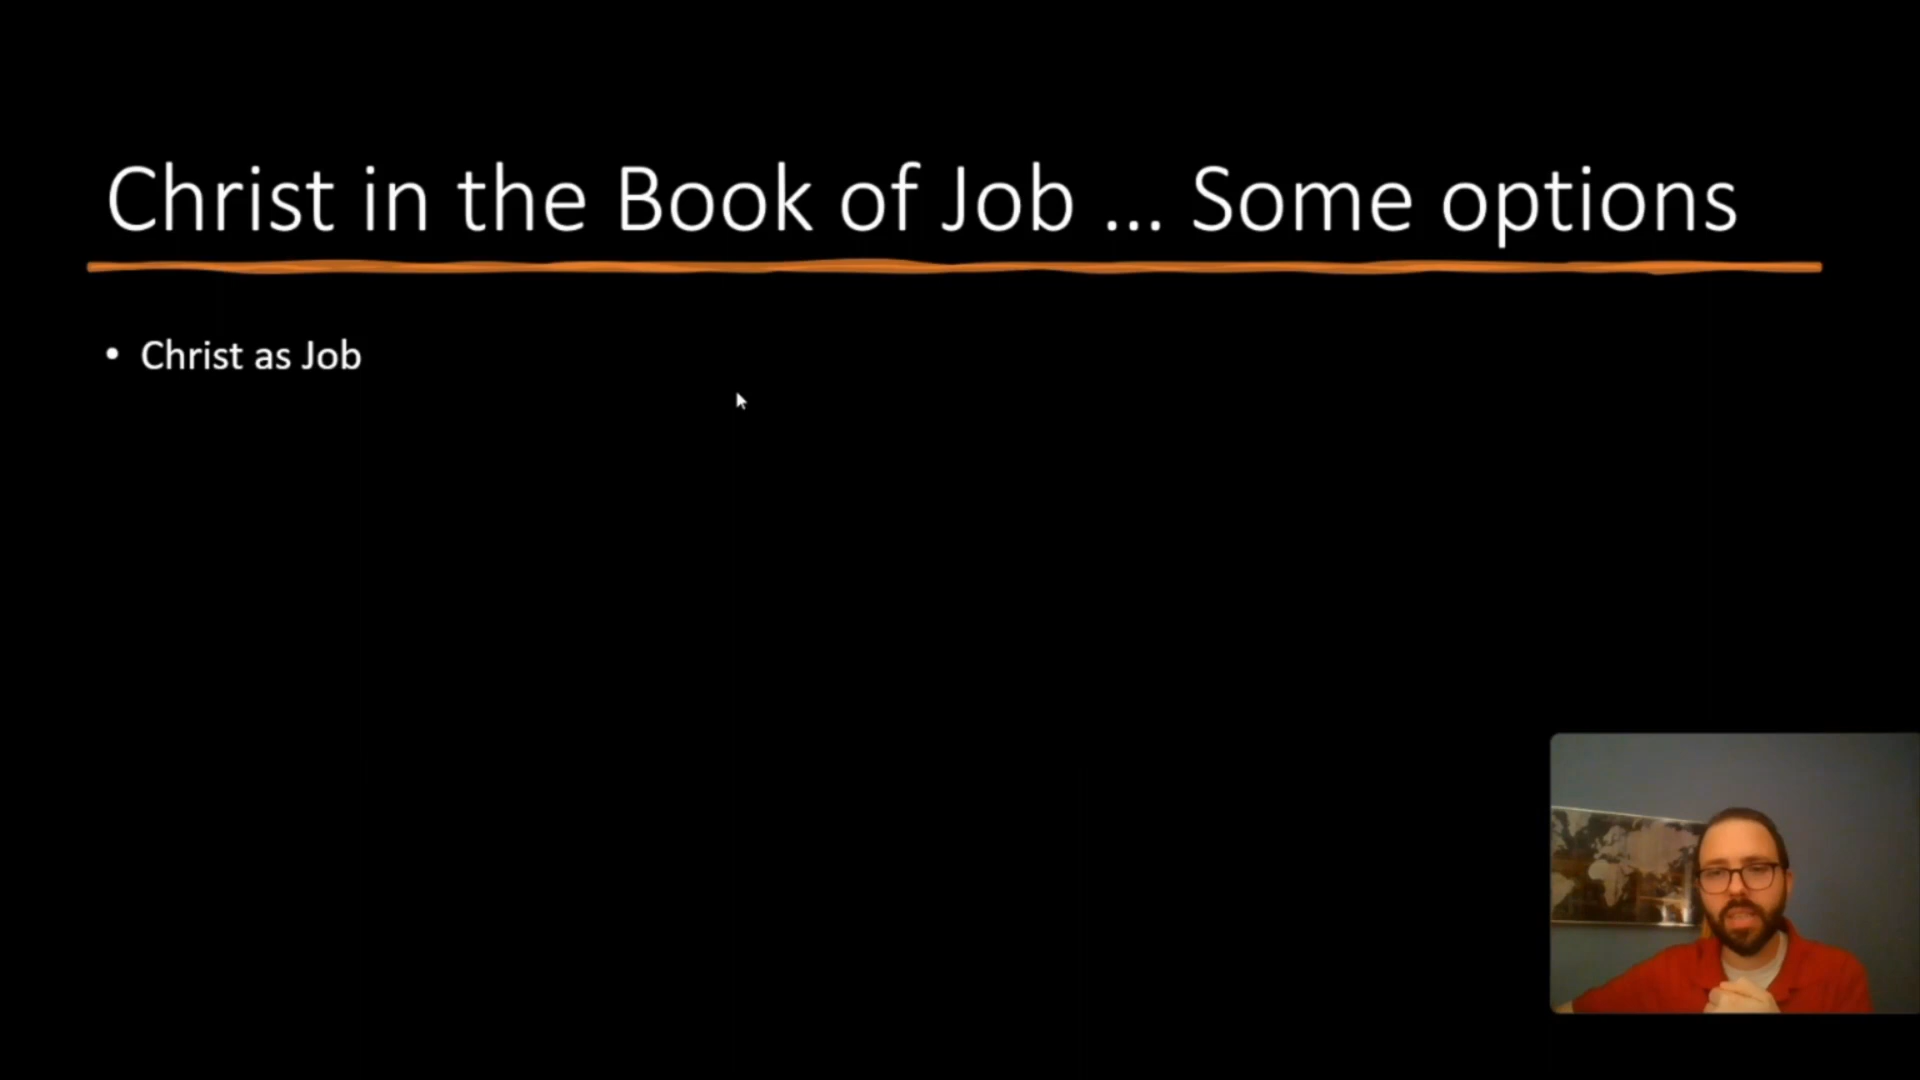 Christ in the Book of Job ... Some options
• Christ as Job